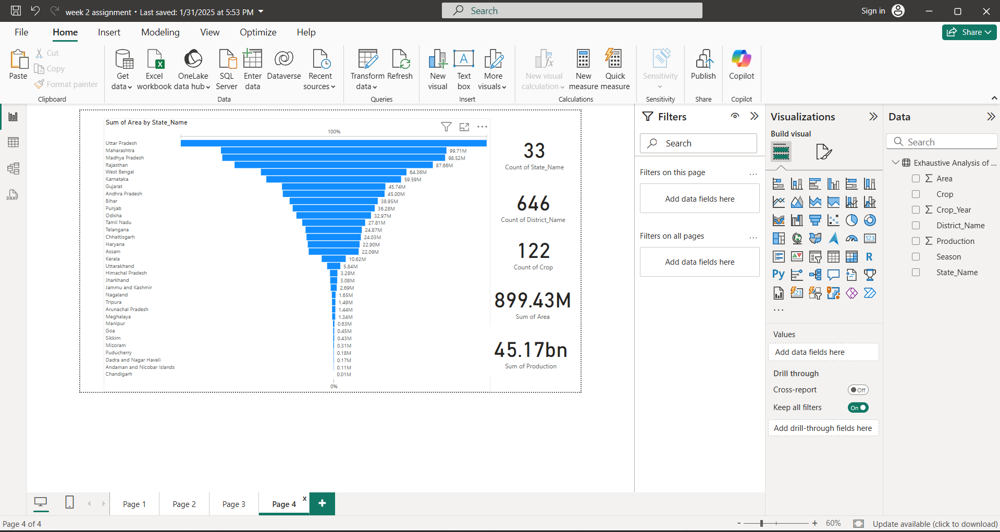 week 2 assignment • Last saved: 1/31/2025 at 5:53 PM
Search
Sign in
File Home Insert Modeling View Optimize Help
Share
Paste
Cut
Copy
Format painter
Clipboard
Get data
Excel workbook
OneLake data hub
SQL Server
Enter data
Dataverse
Recent sources
Data
Transform data
Refresh
Queries
New visual
Text box
More visuals
Insert
New visual calculation
New measure
Quick measure
Calculations
Sensitivity
Sensitivity
Publish
Share
Copilot
Copilot
Sum of Area by State_Name
100%
Uttar Pradesh
Maharashtra 99.71M
Madhya Pradesh 98.52M
Rajasthan 87.66M
West Bengal 64.36M
Karnataka 59.59M
Gujarat 45.74M
Andhra Pradesh 45.00M
Bihar 38.95M
Punjab 36.28M
Odisha 32.97M
Tamil Nadu 27.81M
Telangana 24.87M
Chhattisgarh 24.03M
Haryana 22.90M
Assam 22.09M
Kerala 10.62M
Uttarakhand 5.84M
Himachal Pradesh 3.28M
Jharkhand 3.08M
Jammu and Kashmir 2.69M
Nagaland 1.65M
Tripura 1.49M
Arunachal Pradesh 1.44M
Meghalaya 1.34M
Manipur 0.63M
Goa 0.45M
Sikkim 0.43M
Mizoram 0.31M
Puducherry 0.18M
Dadra and Nagar Haveli 0.17M
Andaman and Nicobar Islands 0.11M
Chandigarh 0.01M
0%
33
Count of State_Name
646
Count of District_Name
122
Count of Crop
899.43M
Sum of Area
45.17bn
Sum of Production
Filters
Search
Filters on this page
...
Add data fields here
Filters on all pages
...
Add data fields here
Visualizations
Build visual
123
R
Py
123
...
Values
Add data fields here
Drill through
Cross-report Off
Keep all filters On
Add drill-through fields here
Data
Search
Exhaustive Analysis of ...
Σ Area
Crop
Σ Crop_Year
District_Name
Σ Production
Season
State_Name
DAX
Page 1 Page 2 Page 3 Page 4 x +
Page 4 of 4
- + 60%
Update available (click to download)